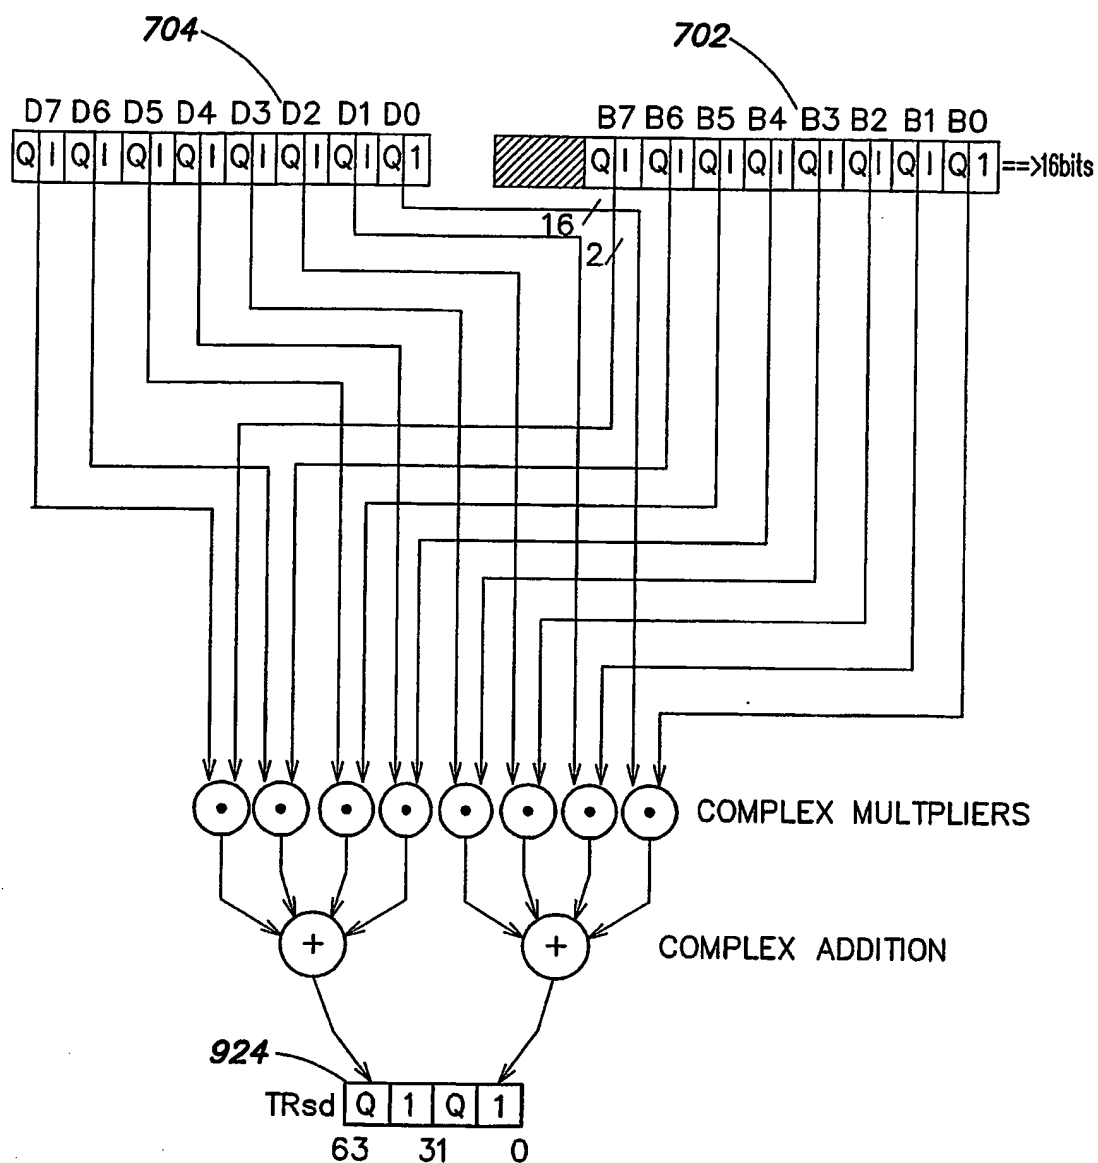 704
702
D7 D6 D5 D4 D3 D2 D1 D0
B7 B6 B5 B4 B3 B2 B1 B0
Q I Q I Q I Q I Q I Q I Q I Q 1
Q I Q I Q I Q I Q I Q I Q I Q 1 ==>16bits
16
2
COMPLEX MULTPLIERS
+ +
COMPLEX ADDITION
924
TRsd Q 1 Q 1
63 31 0